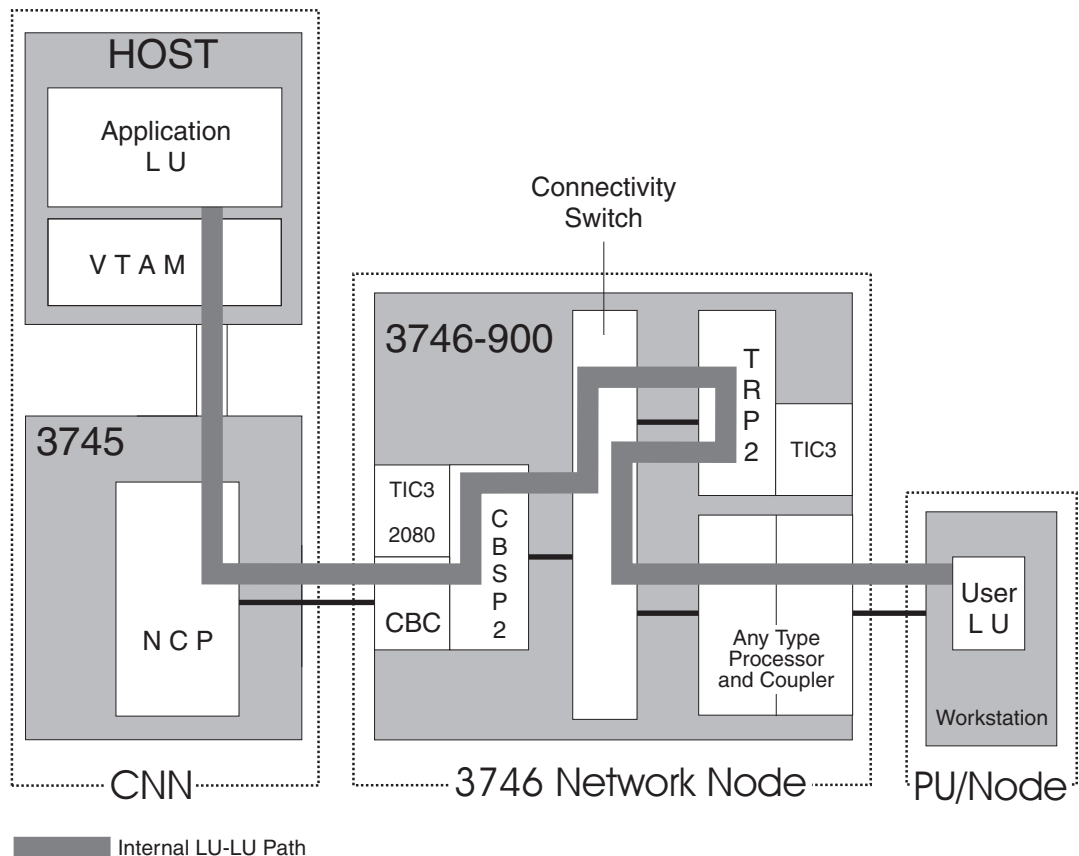 HOST
Application
L U
V T A M
3745
N C P
CNN
Connectivity
Switch
3746-900
TIC3
2080
CBC
C
B
S
P
2
T
R
P
2
TIC3
Any Type
Processor
and Coupler
3746 Network Node
User
L U
Workstation
PU/Node
Internal LU-LU Path